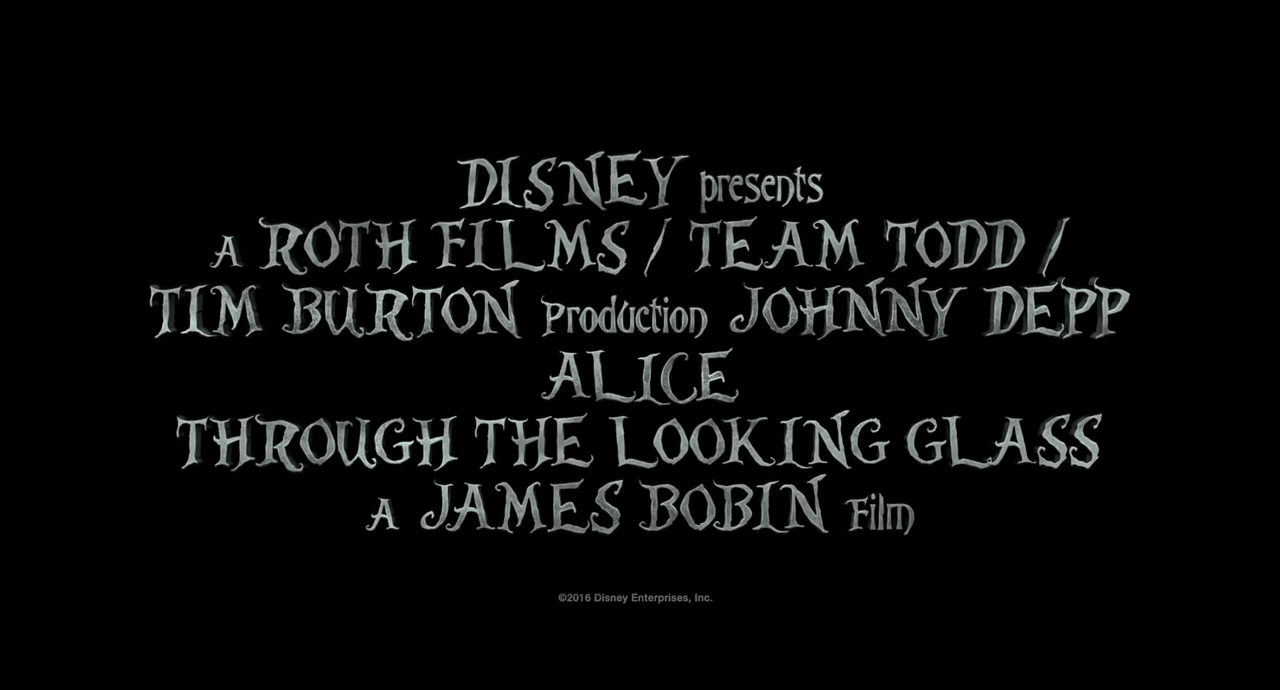 DISNEY presents
A ROTH FILMS / TEAM TODD /
TIM BURTON Production JOHNNY DEPP
ALICE
THROUGH THE LOOKING GLASS
A JAMES BOBIN Film
©2016 Disney Enterprises, Inc.